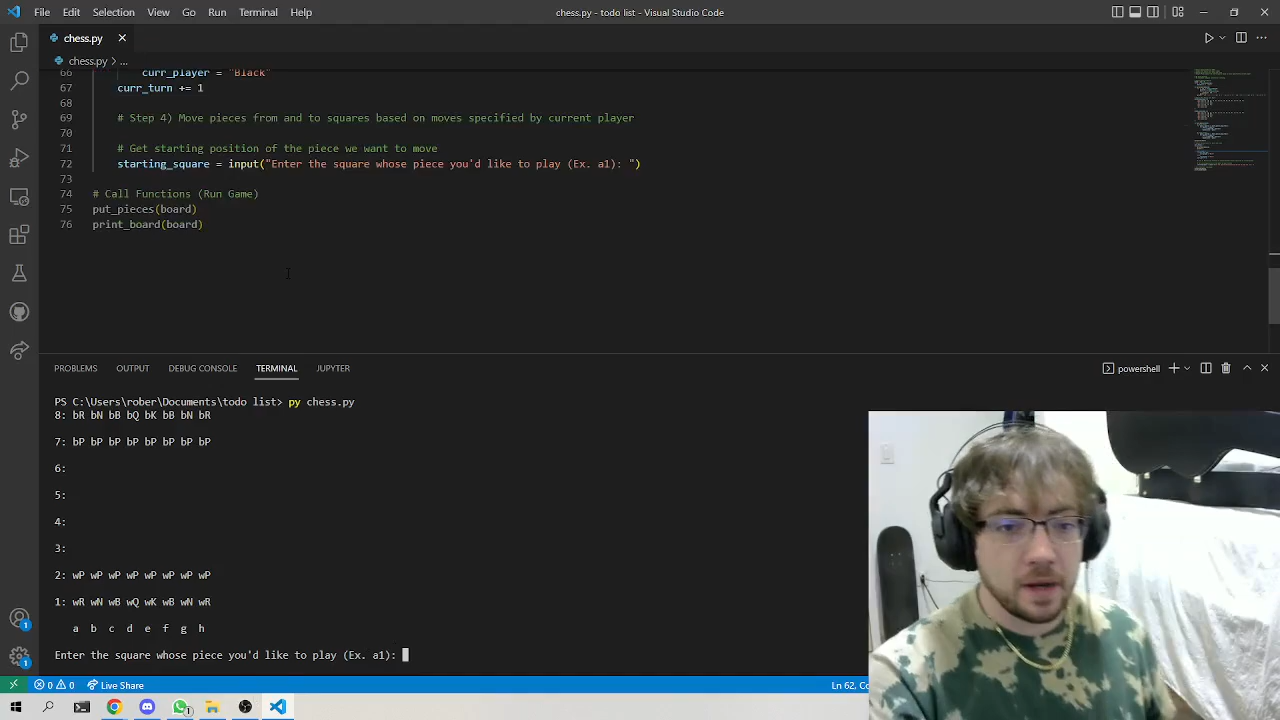 File Edit Selection View Go Run Terminal Help
chess.py - todo list - Visual Studio Code
chess.py
chess.py > ...
66 curr_player = "Black"
67 curr_turn += 1
68
69 # Step 4) Move pieces from and to squares based on moves specified by current player
70
71 # Get starting position of the piece we want to move
72 starting_square = input("Enter the square whose piece you'd like to play (Ex. a1): ")
73
74 # Call Functions (Run Game)
75 put_pieces(board)
76 print_board(board)
PROBLEMS OUTPUT DEBUG CONSOLE TERMINAL JUPYTER
powershell
PS C:\Users\rober\Documents\todo list> py chess.py
8: bR bN bB bQ bK bB bN bR
7: bP bP bP bP bP bP bP bP
6:
5:
4:
3:
2: wP wP wP wP wP wP wP wP
1: wR wN wB wQ wK wB wN wR
a b c d e f g h
Enter the square whose piece you'd like to play (Ex. a1):
0 0 Live Share
Ln 62,